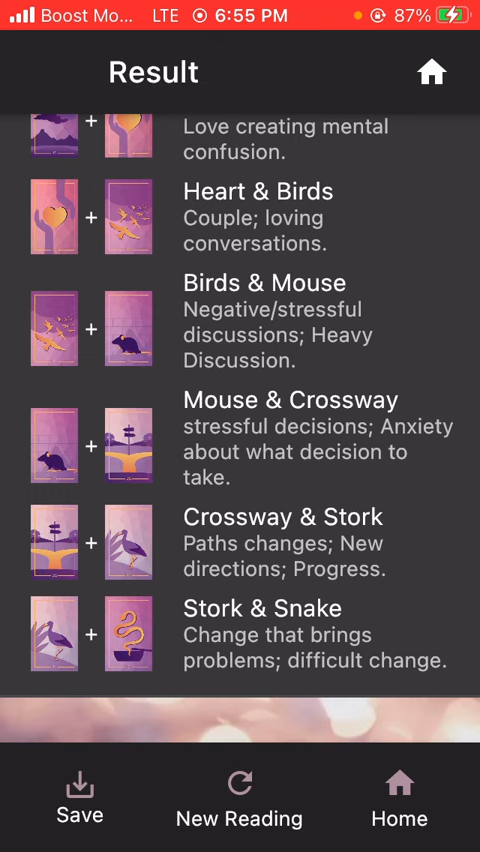 Boost Mo... LTE 6:55 PM 87%
Result
Love creating mental
confusion.
Heart & Birds
Couple; loving
conversations.
Birds & Mouse
Negative/stressful
discussions; Heavy
Discussion.
Mouse & Crossway
stressful decisions; Anxiety
about what decision to
take.
Crossway & Stork
Paths changes; New
directions; Progress.
Stork & Snake
Change that brings
problems; difficult change.
Save
New Reading
Home